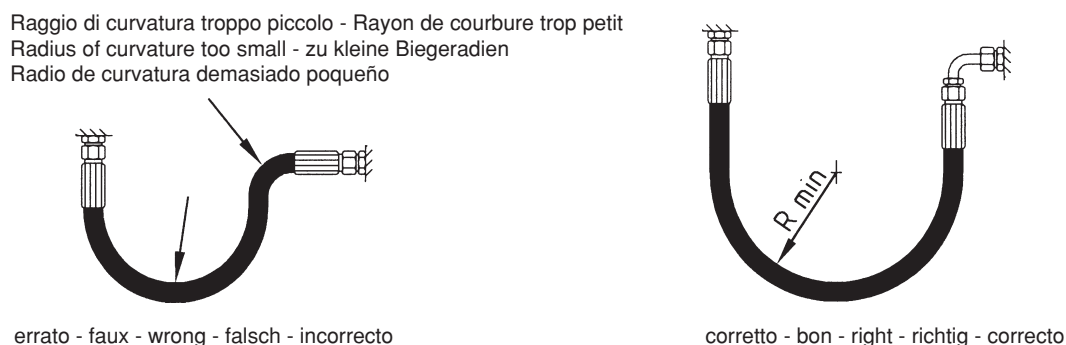 Raggio di curvatura troppo piccolo - Rayon de courbure trop petit
Radius of curvature too small - zu kleine Biegeradien
Radio de curvatura demasiado poqueño
R min
errato - faux - wrong - falsch - incorrecto
corretto - bon - right - richtig - correcto